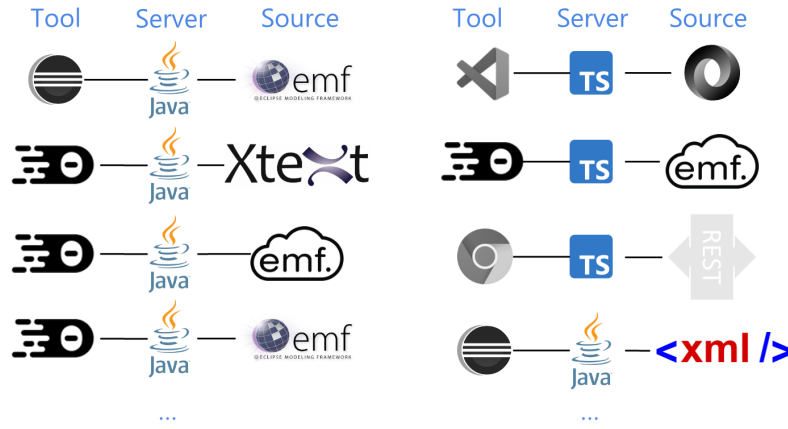 Tool Server Source
Java
emf
@ECLIPSE MODELING FRAMEWORK
Java
Xtext
Java
emf.
Java
emf
@ECLIPSE MODELING FRAMEWORK
...
Tool Server Source
TS
TS
emf.
TS
REST
Java
<xml />
...